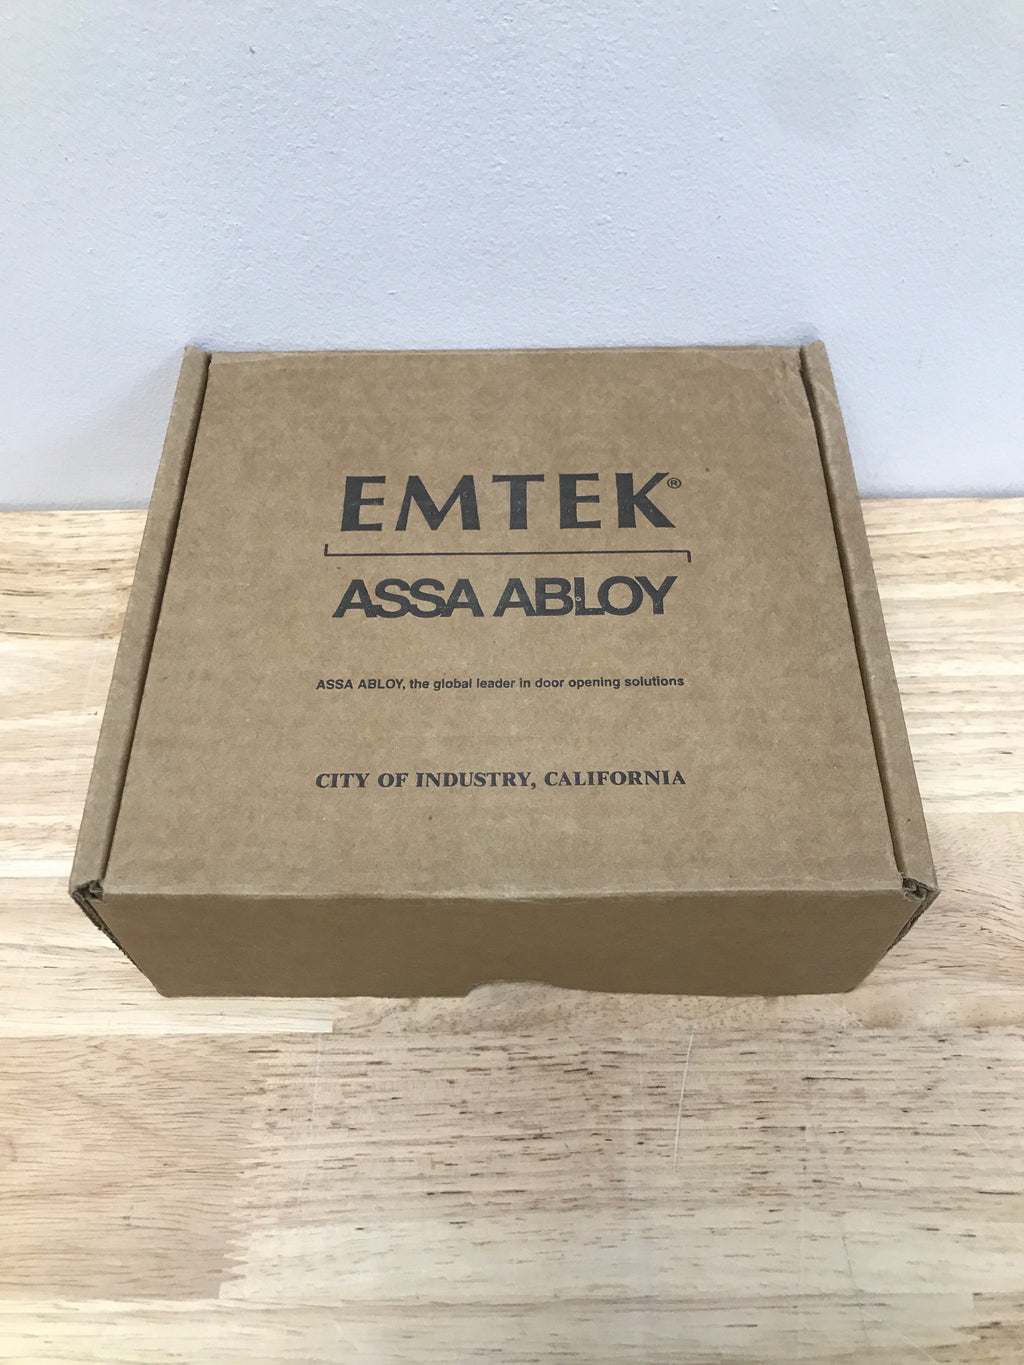 EMTEK®
ASSA ABLOY
ASSA ABLOY, the global leader in door opening solutions
CITY OF INDUSTRY, CALIFORNIA